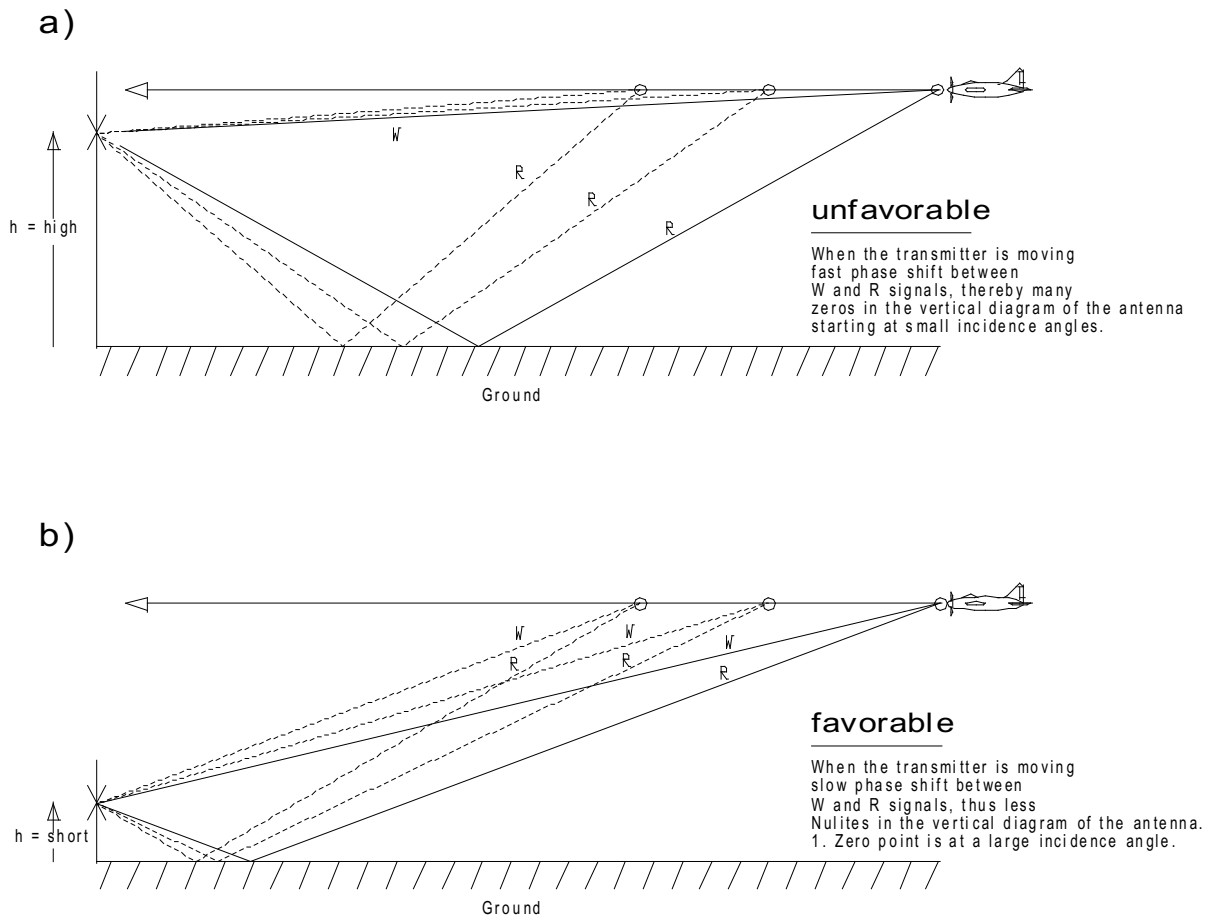 a)
W
R
R
R
h = high
unfavorable
When the transmitter is moving
fast phase shift between
W and R signals, thereby many
zeros in the vertical diagram of the antenna
starting at small incidence angles.
Ground
b)
W
W
W
R
R
R
h = short
favorable
When the transmitter is moving
slow phase shift between
W and R signals, thus less
Nulites in the vertical diagram of the antenna.
1. Zero point is at a large incidence angle.
Ground